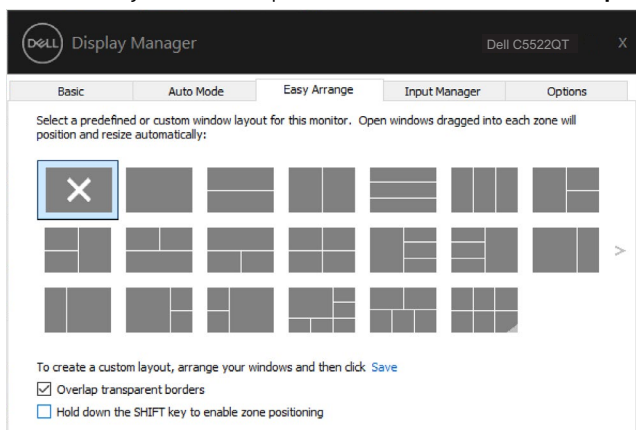 DELL Display Manager Dell C5522QT X
Basic Auto Mode Easy Arrange Input Manager Options
Select a predefined or custom window layout for this monitor. Open windows dragged into each zone will
position and resize automatically:
>
To create a custom layout, arrange your windows and then click Save
Overlap transparent borders
Hold down the SHIFT key to enable zone positioning